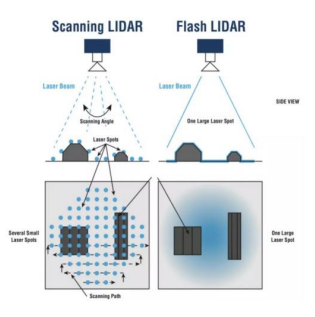 Scanning LIDAR
Flash LIDAR
Laser Beam
Laser Beam
SIDE VIEW
Scanning Angle
One Large Laser Spot
Laser Spots
Several Small
Laser Spots
One Large
Laser Spot
Scanning Path